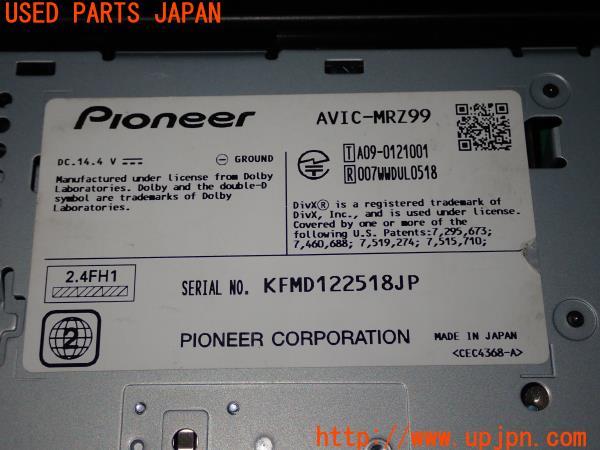 USED PARTS JAPAN
Pioneer
AVIC-MRZ99
DC.14.4 V
GROUND
T A09-0121001
R 007WWDUL0518
Manufactured under license from Dolby
Laboratories. Dolby and the double-D
symbol are trademarks of Dolby
Laboratories.
DivX® is a registered trademark of
DivX, Inc., and is used under license.
Covered by one or more of the
following U.S. Patents:7,295,673;
7,460,688; 7,519,274; 7,515,710;
2.4FH1
SERIAL NO. KFMD122518JP
2
PIONEER CORPORATION
MADE IN JAPAN
<CEC4368-A>
http://www.upjpn.com/